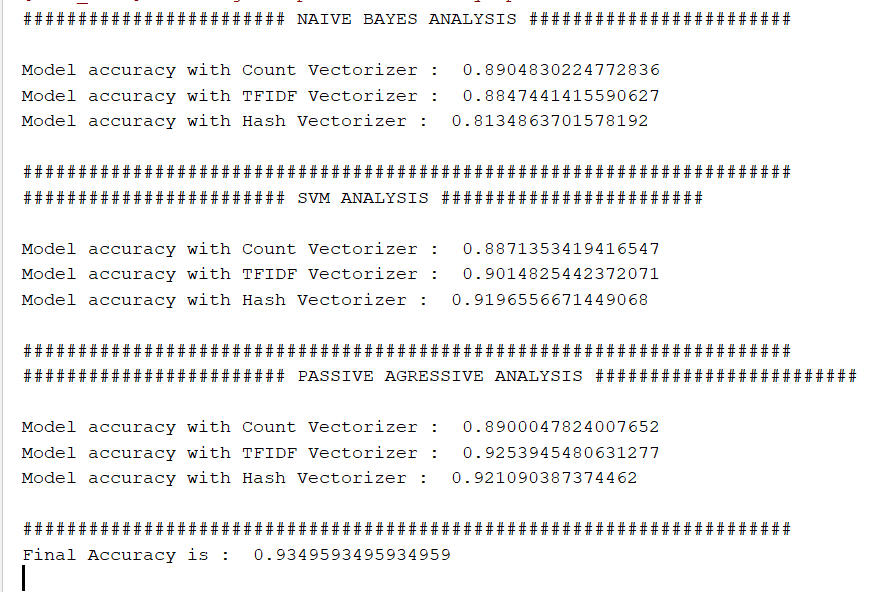 ######################## NAIVE BAYES ANALYSIS ########################
Model accuracy with Count Vectorizer :  0.8904830224772836
Model accuracy with TFIDF Vectorizer :  0.8847441415590627
Model accuracy with Hash Vectorizer :  0.8134863701578192
######################################################################
######################## SVM ANALYSIS ########################
Model accuracy with Count Vectorizer :  0.8871353419416547
Model accuracy with TFIDF Vectorizer :  0.9014825442372071
Model accuracy with Hash Vectorizer :  0.9196556671449068
######################################################################
######################## PASSIVE AGRESSIVE ANALYSIS ########################
Model accuracy with Count Vectorizer :  0.8900047824007652
Model accuracy with TFIDF Vectorizer :  0.9253945480631277
Model accuracy with Hash Vectorizer :  0.921090387374462
######################################################################
Final Accuracy is :  0.9349593495934959